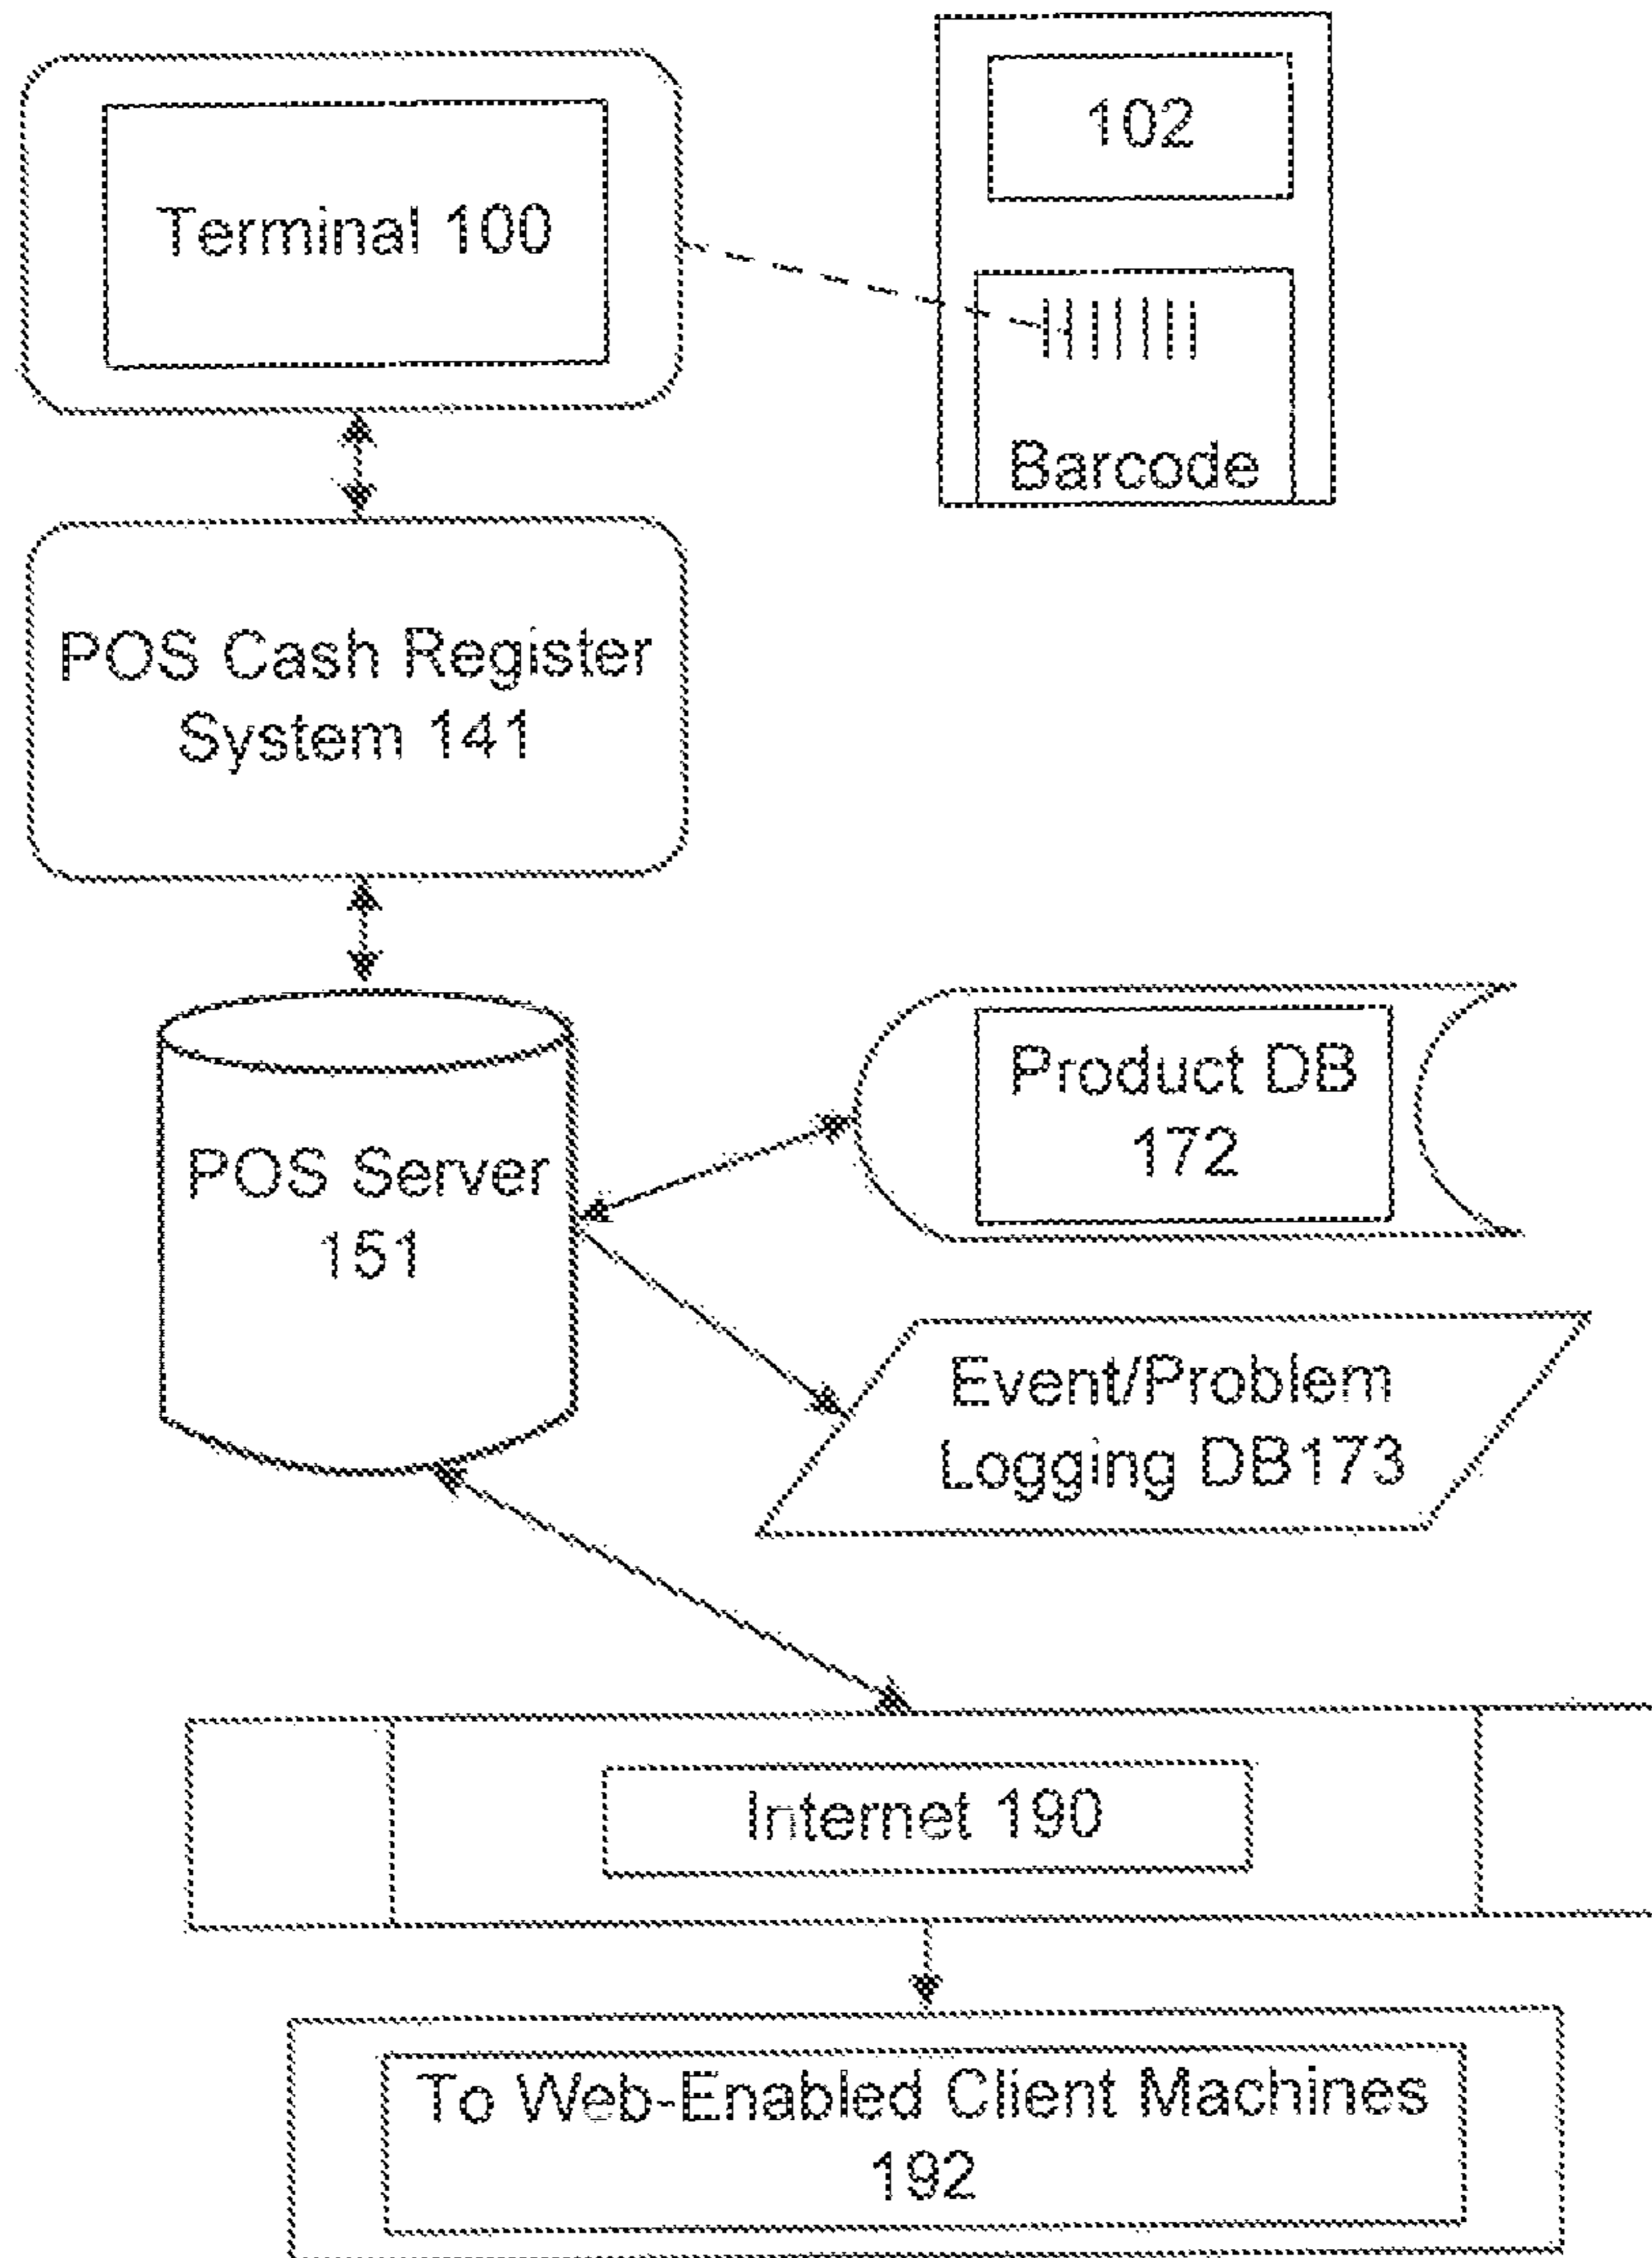 Terminal 100
102
Barcode
POS Cash Register
System 141
POS Server
151
Product DB
172
Event/Problem
Logging DB173
Internet 190
To Web-Enabled Client Machines
192